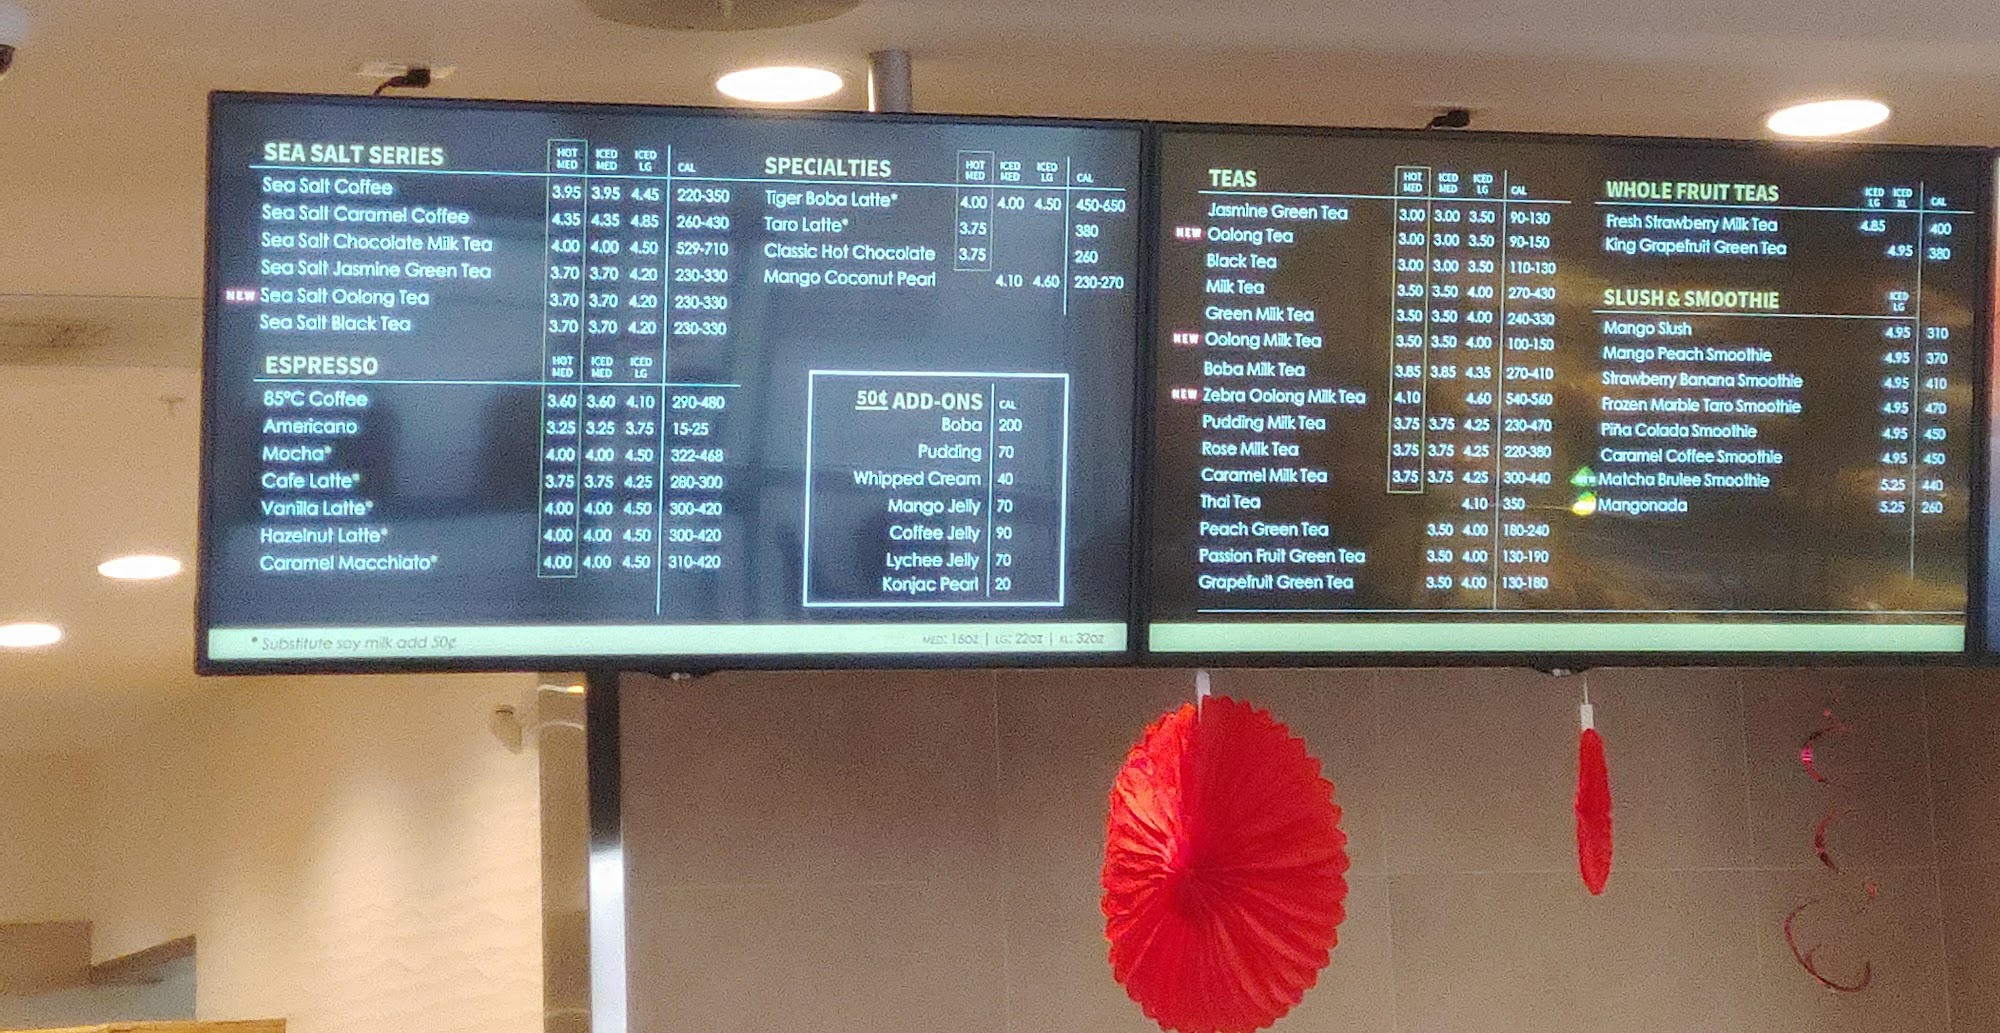 SEA SALT SERIES HOT MED ICED MED ICED LG CAL
Sea Salt Coffee 3.95 3.95 4.45 220-350
Sea Salt Caramel Coffee 4.35 4.35 4.85 260-430
Sea Salt Chocolate Milk Tea 4.00 4.00 4.50 529-710
Sea Salt Jasmine Green Tea 3.70 3.70 4.20 230-330
NEW Sea Salt Oolong Tea 3.70 3.70 4.20 230-330
Sea Salt Black Tea 3.70 3.70 4.20 230-330
ESPRESSO HOT MED ICED MED ICED LG
85°C Coffee 3.60 3.60 4.10 290-480
Americano 3.25 3.25 3.75 15-25
Mocha* 4.00 4.00 4.50 322-468
Cafe Latte* 3.75 3.75 4.25 280-300
Vanilla Latte* 4.00 4.00 4.50 300-420
Hazelnut Latte* 4.00 4.00 4.50 300-420
Caramel Macchiato* 4.00 4.00 4.50 310-420
SPECIALTIES HOT MED ICED MED ICED LG CAL
Tiger Boba Latte* 4.00 4.00 4.50 450-650
Taro Latte* 3.75 380
Classic Hot Chocolate 3.75 260
Mango Coconut Pearl 4.10 4.60 230-270
50¢ ADD-ONS CAL
Boba 200
Pudding 70
Whipped Cream 40
Mango Jelly 70
Coffee Jelly 90
Lychee Jelly 70
Konjac Pearl 20
* Substitute soy milk add 50¢ MED: 16oz | LG: 22oz | XL: 32oz
TEAS HOT MED ICED MED ICED LG CAL
Jasmine Green Tea 3.00 3.00 3.50 90-130
NEW Oolong Tea 3.00 3.00 3.50 90-150
Black Tea 3.00 3.00 3.50 110-130
Milk Tea 3.50 3.50 4.00 270-430
Green Milk Tea 3.50 3.50 4.00 240-330
NEW Oolong Milk Tea 3.50 3.50 4.00 100-150
Boba Milk Tea 3.85 3.85 4.35 270-410
NEW Zebra Oolong Milk Tea 4.10 4.60 540-560
Pudding Milk Tea 3.75 3.75 4.25 230-470
Rose Milk Tea 3.75 3.75 4.25 220-380
Caramel Milk Tea 3.75 3.75 4.25 300-440
Thai Tea 4.10 350
Peach Green Tea 3.50 4.00 180-240
Passion Fruit Green Tea 3.50 4.00 130-190
Grapefruit Green Tea 3.50 4.00 130-180
WHOLE FRUIT TEAS ICED LG ICED XL CAL
Fresh Strawberry Milk Tea 4.85 400
King Grapefruit Green Tea 4.95 380
SLUSH & SMOOTHIE ICED LG
Mango Slush 4.95 310
Mango Peach Smoothie 4.95 370
Strawberry Banana Smoothie 4.95 410
Frozen Marble Taro Smoothie 4.95 470
Piña Colada Smoothie 4.95 450
Caramel Coffee Smoothie 4.95 450
Matcha Brulee Smoothie 5.25 440
Mangonada 5.25 260